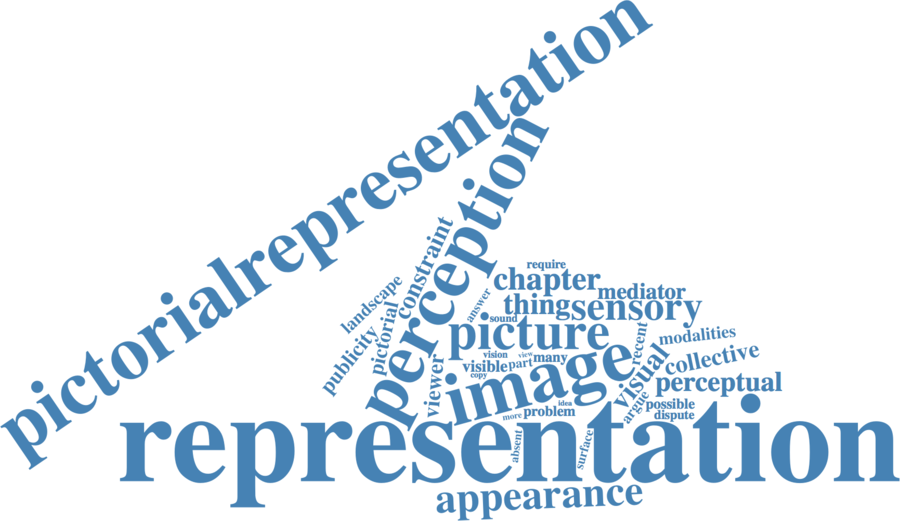 pictorialrepresentation
perception
constraint
landscape
pictorial
publicity
viewer
answer
require
chapter
mediator
thing
sensory
sound
picture
recent
modalities
vision
view
many
visible
part
copy
image
visual
collective
perceptual
argue
possible
dispute
idea
problem
more
representation
absent
surface
appearance